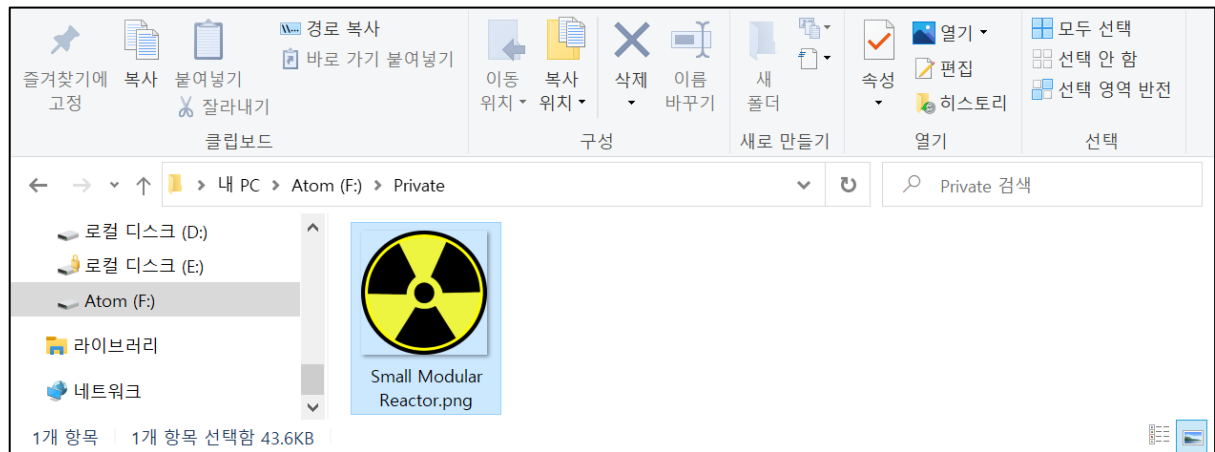 즐겨찾기에 고정
복사
붙여넣기
잘라내기
경로 복사
바로 가기 붙여넣기
클립보드
이동 위치
복사 위치
삭제
이름 바꾸기
구성
새 폴더
새로 만들기
속성
열기
편집
히스토리
열기
모두 선택
선택 안 함
선택 영역 반전
선택
내 PC > Atom (F:) > Private
Private 검색
로컬 디스크 (D:)
로컬 디스크 (E:)
Atom (F:)
라이브러리
네트워크
Small Modular
Reactor.png
1개 항목
1개 항목 선택함 43.6KB